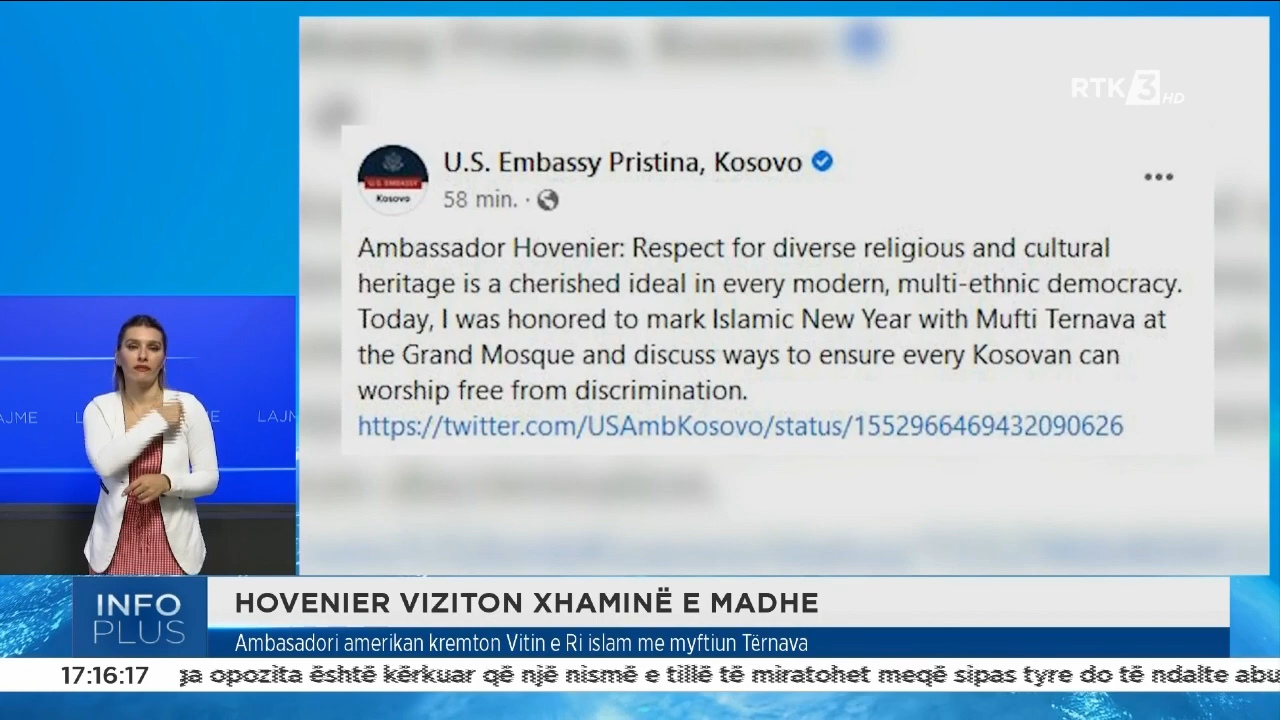 RTK 3 HD
U.S. Embassy Pristina, Kosovo
58 min. ·
U.S. EMBASSY
Kosovo
Ambassador Hovenier: Respect for diverse religious and cultural
heritage is a cherished ideal in every modern, multi-ethnic democracy.
Today, I was honored to mark Islamic New Year with Mufti Ternava at
the Grand Mosque and discuss ways to ensure every Kosovan can
worship free from discrimination.
https://twitter.com/USAmbKosovo/status/1552966469432090626
LAJME
INFO
PLUS
HOVENIER VIZITON XHAMINË E MADHE
Ambasadori amerikan kremton Vitin e Ri islam me myftiun Tërnava
17:16:17
opozita është kërkuar që një nismë e tillë të miratohet meqë sipas tyre do të ndalte abu